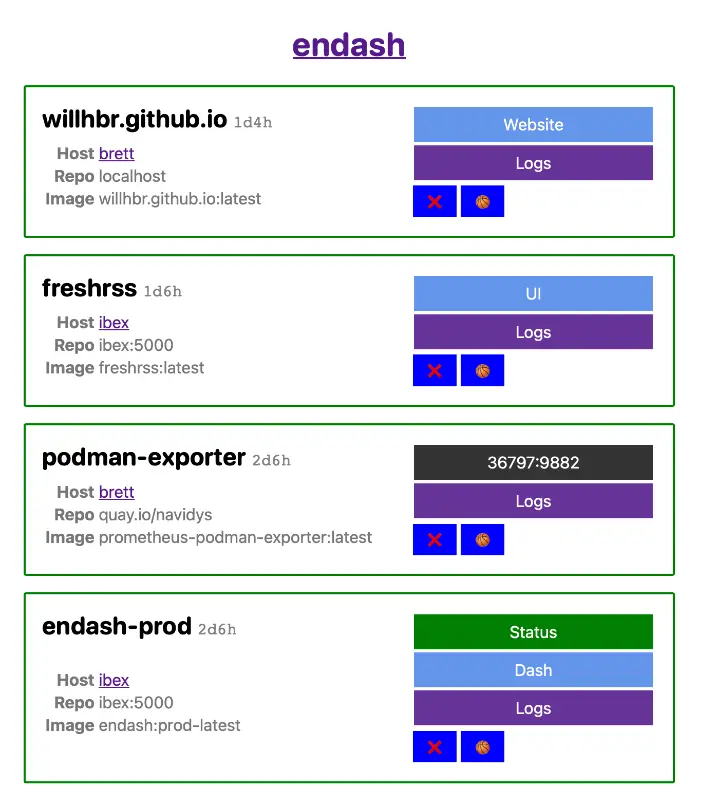 endash
willhbr.github.io 1d4h
Host brett
Repo localhost
Image willhbr.github.io:latest
Website
Logs
freshrss 1d6h
Host ibex
Repo ibex:5000
Image freshrss:latest
UI
Logs
podman-exporter 2d6h
Host brett
Repo quay.io/navidys
Image prometheus-podman-exporter:latest
36797:9882
Logs
endash-prod 2d6h
Host ibex
Repo ibex:5000
Image endash:prod-latest
Status
Dash
Logs